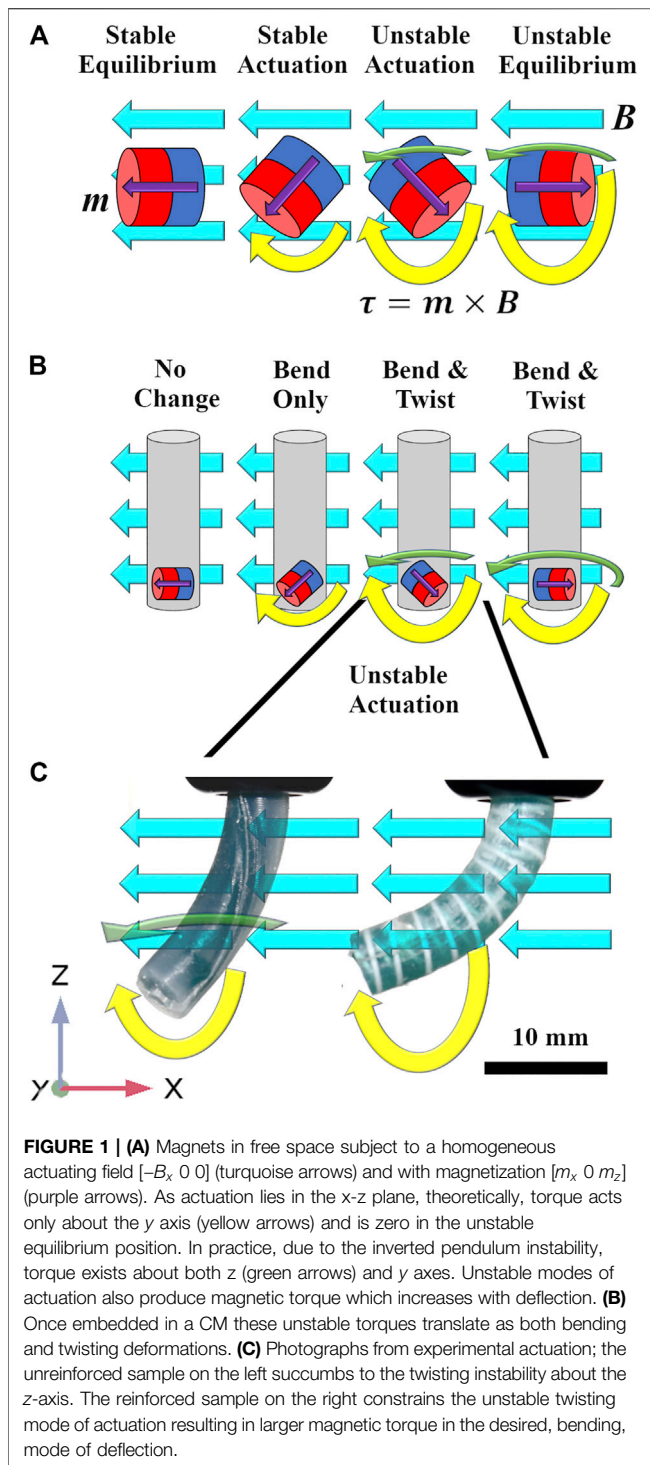 A
Stable Equilibrium
Stable Actuation
Unstable Actuation
Unstable Equilibrium
B
m
τ = m × B
B
No Change
Bend Only
Bend & Twist
Bend & Twist
Unstable Actuation
C
Z
Y
X
10 mm
FIGURE 1 | (A) Magnets in free space subject to a homogeneous
actuating field [–Bx 0 0] (turquoise arrows) and with magnetization [mx 0 mz]
(purple arrows). As actuation lies in the x-z plane, theoretically, torque acts
only about the y axis (yellow arrows) and is zero in the unstable
equilibrium position. In practice, due to the inverted pendulum instability,
torque exists about both z (green arrows) and y axes. Unstable modes of
actuation also produce magnetic torque which increases with deflection. (B)
Once embedded in a CM these unstable torques translate as both bending
and twisting deformations. (C) Photographs from experimental actuation; the
unreinforced sample on the left succumbs to the twisting instability about the
z-axis. The reinforced sample on the right constrains the unstable twisting
mode of actuation resulting in larger magnetic torque in the desired, bending,
mode of deflection.